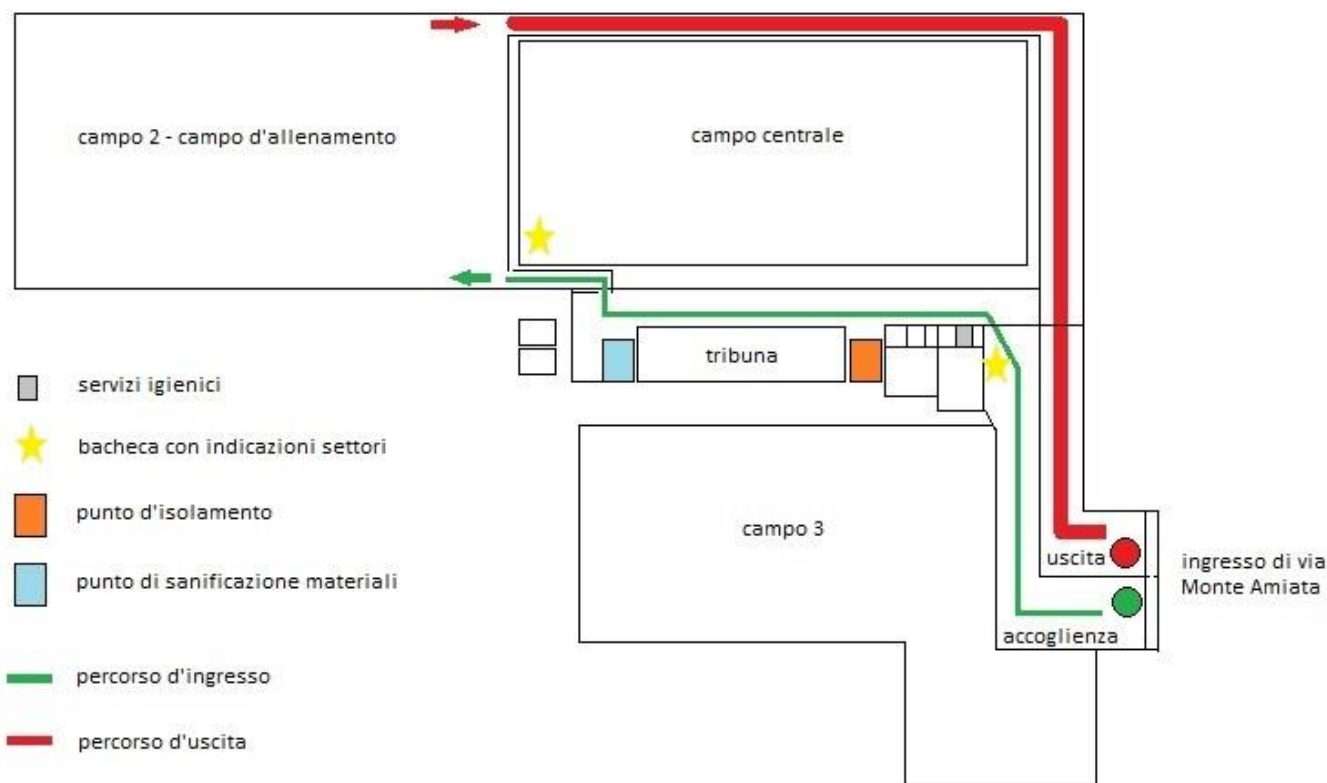 campo 2 - campo d'allenamento
campo centrale
tribuna
servizi igienici
bacheca con indicazioni settori
punto d'isolamento
campo 3
punto di sanificazione materiali
uscita
ingresso di via
Monte Amiata
accoglienza
percorso d'ingresso
percorso d'uscita